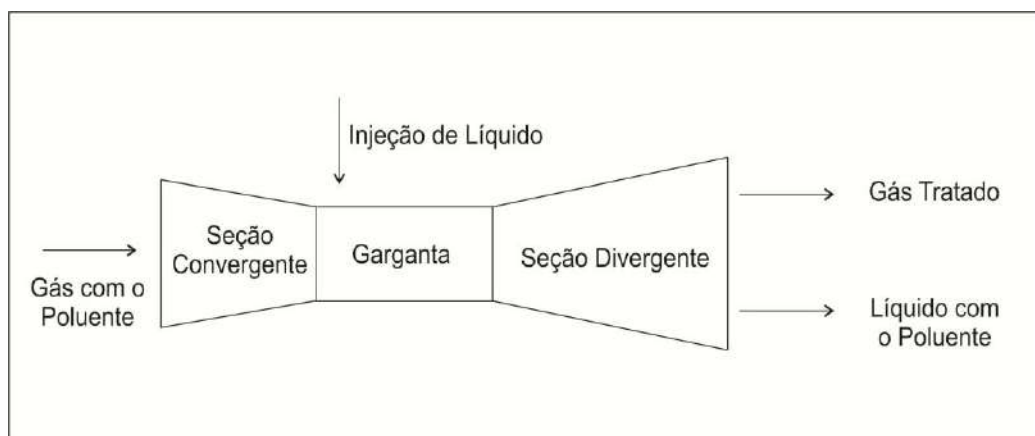 Injeção de Líquido
Gás com o
Poluente
Seção
Convergente
Garganta
Seção Divergente
Gás Tratado
Líquido com
o Poluente